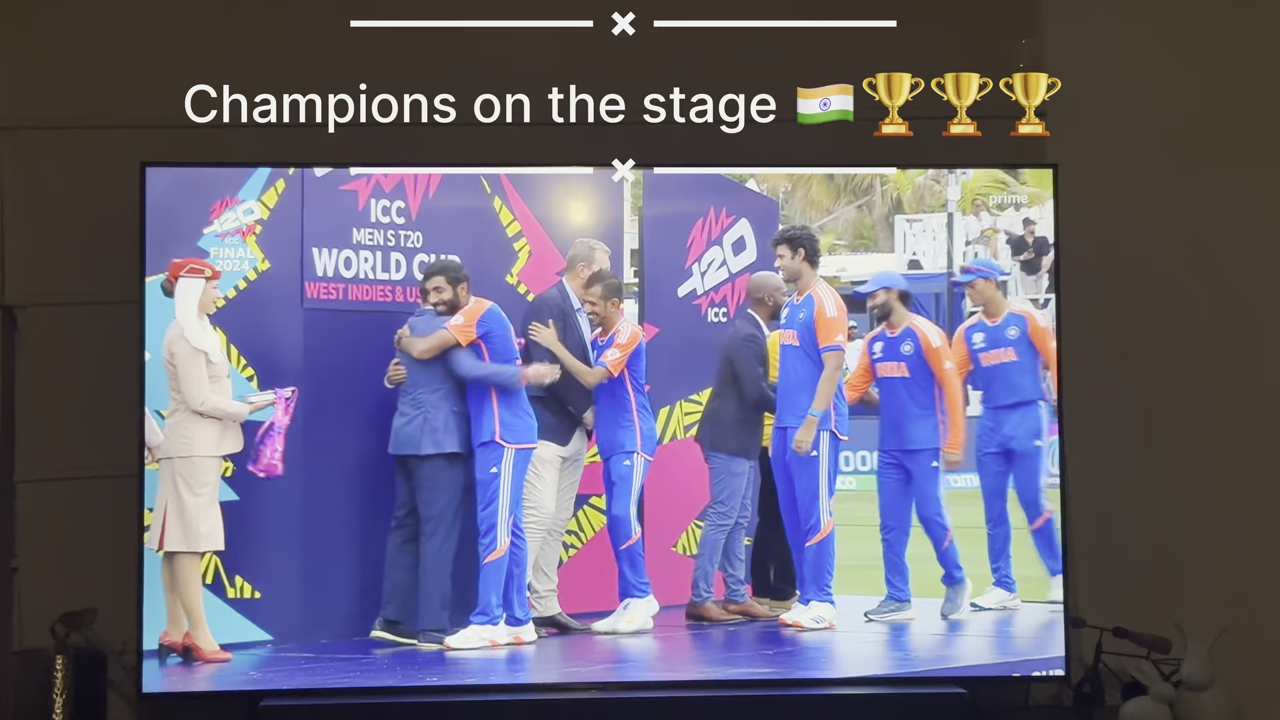 Champions on the stage 🇮🇳🏆🏆🏆
prime
T20
ICC
FINAL
2024
ICC
MEN'S T20
WORLD CUP
WEST INDIES & US
T20
ICC
INDIA
INDIA
INDIA